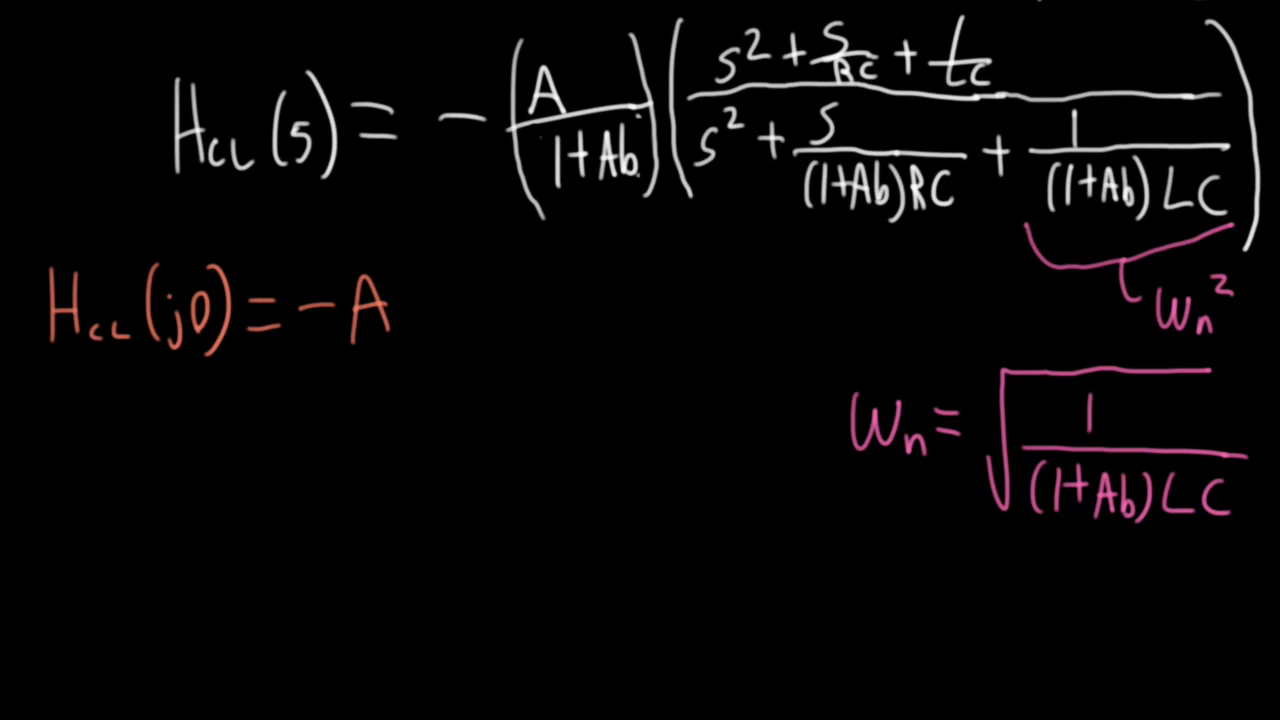 H_CL(s) = -(A/(1+Ab))((s² + s/RC + 1/LC)/(s² + s/((1+Ab)RC) + 1/((1+Ab)LC)))
H_CL(j0) = -A
ω_n²
ω_n = √(1/((1+Ab)LC))